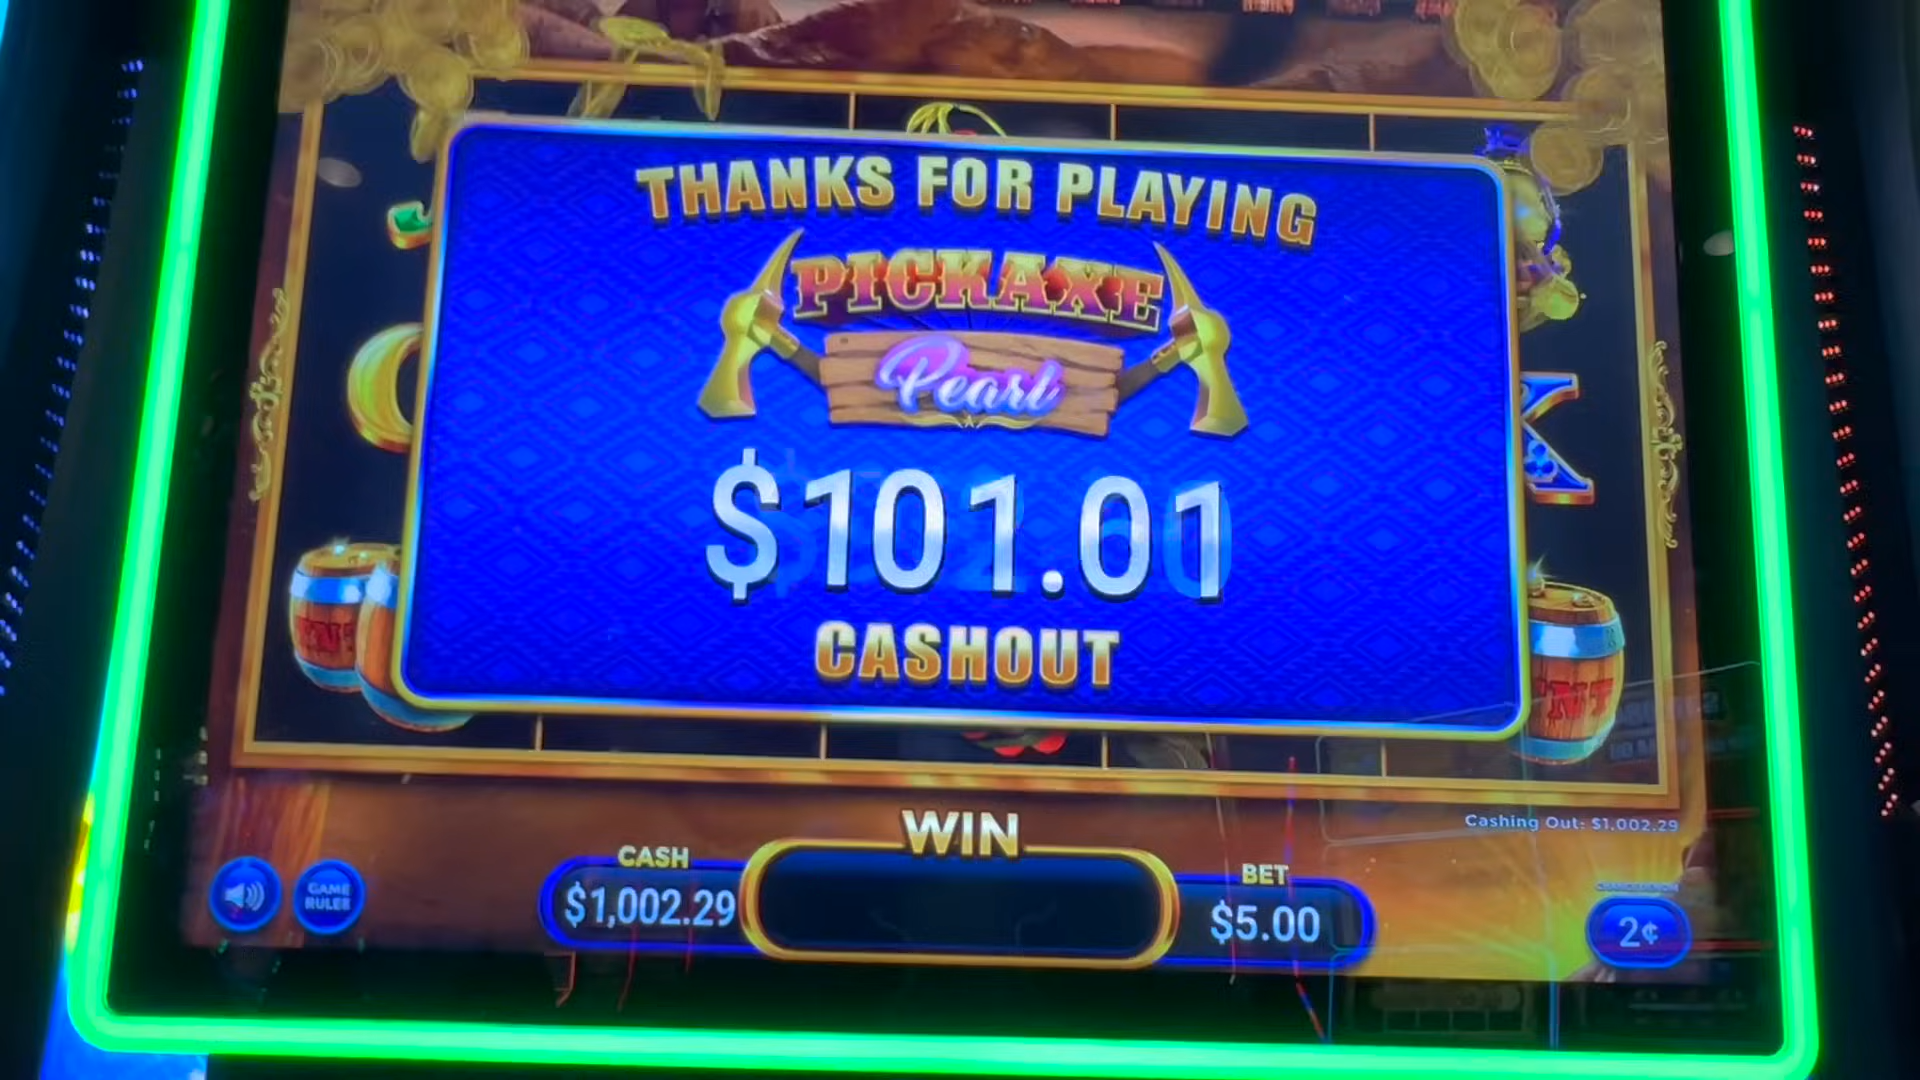 THANKS FOR PLAYING
PICKAXE
Pearl
$101.01
CASHOUT
K
WIN
Cashing Out: $1,002.29
CASH
$1,002.29
BET
$5.00
GAME
RULES
2¢